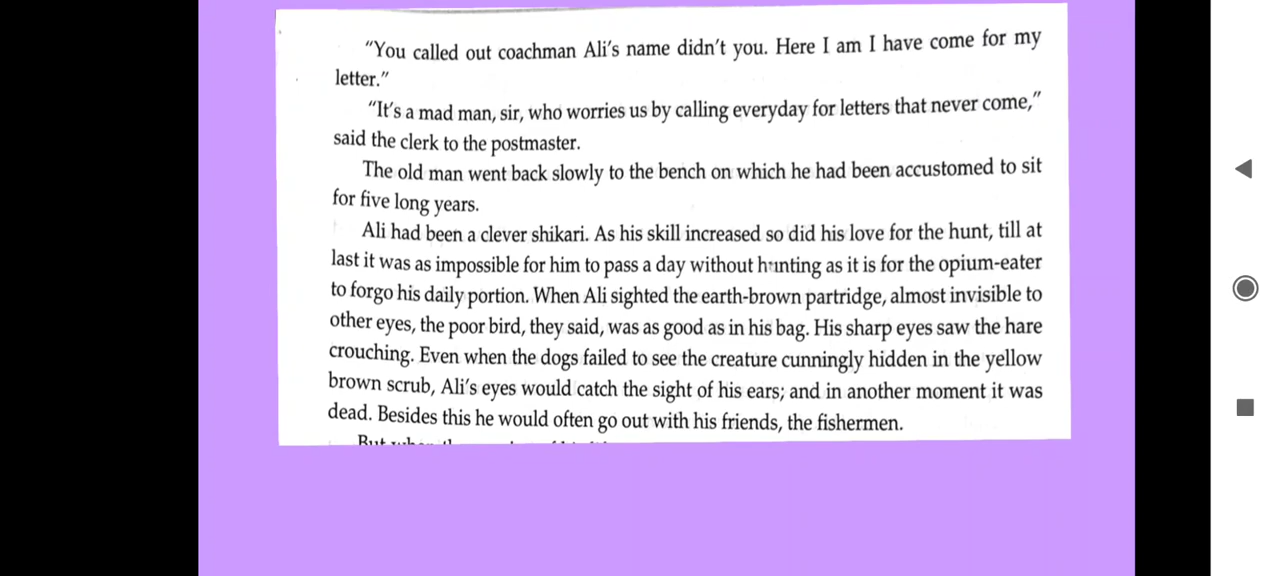 "You called out coachman Ali's name didn't you. Here I am I have come for my
letter."
"It's a mad man, sir, who worries us by calling everyday for letters that never come,"
said the clerk to the postmaster.
The old man went back slowly to the bench on which he had been accustomed to sit
for five long years.
Ali had been a clever shikari. As his skill increased so did his love for the hunt, till at
last it was as impossible for him to pass a day without hunting as it is for the opium-eater
to forgo his daily portion. When Ali sighted the earth-brown partridge, almost invisible to
other eyes, the poor bird, they said, was as good as in his bag. His sharp eyes saw the hare
crouching. Even when the dogs failed to see the creature cunningly hidden in the yellow
brown scrub, Ali's eyes would catch the sight of his ears; and in another moment it was
dead. Besides this he would often go out with his friends, the fishermen.
But